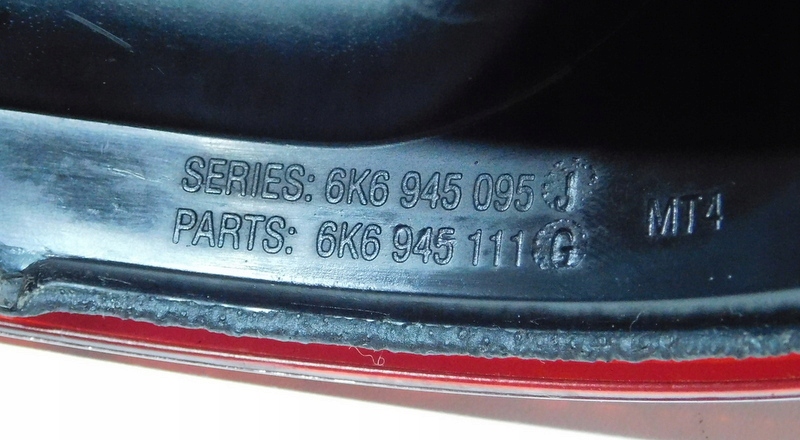 SERIES: 6K6 945 095 J
PARTS: 6K6 945 111 G
MT4